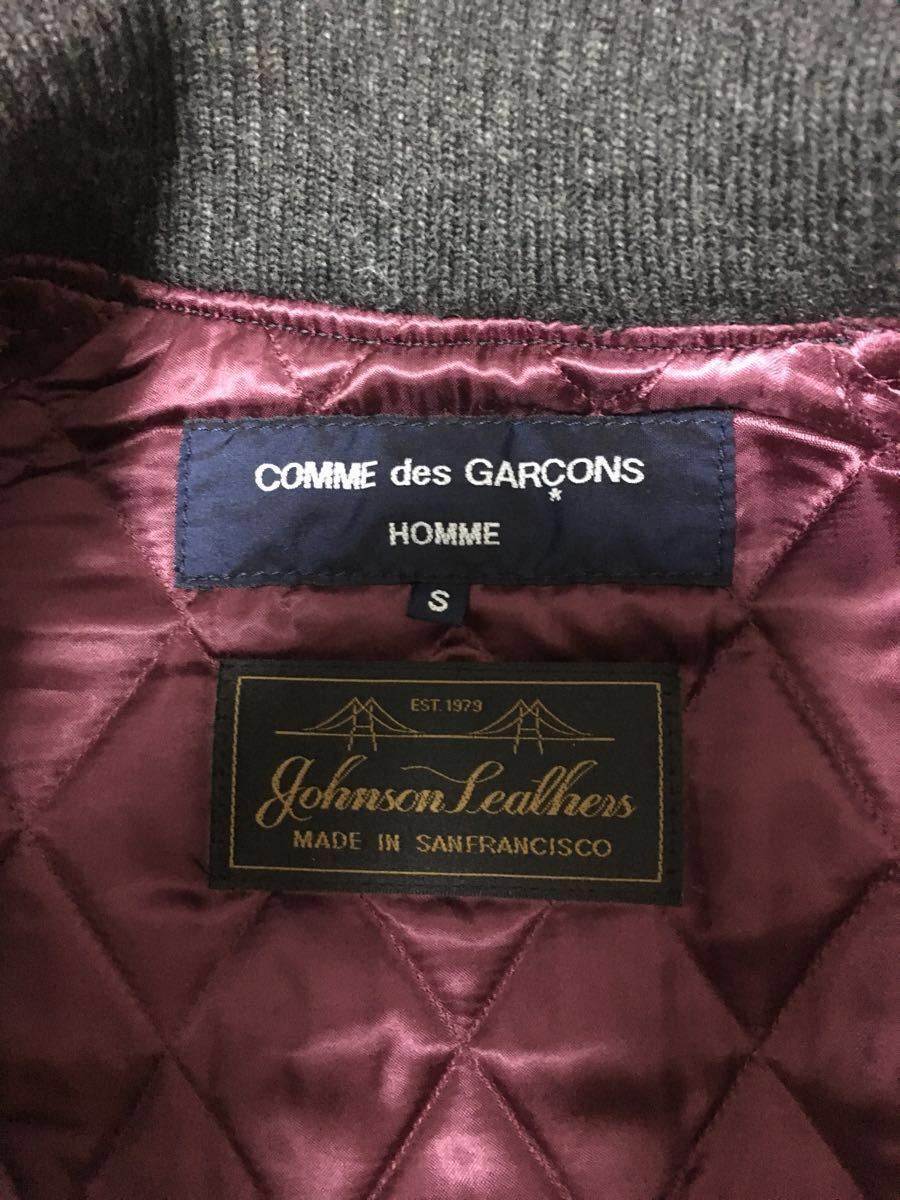 COMME des GARÇONS
*
HOMME
S
EST. 1979
Johnson Leathers
MADE IN SANFRANCISCO